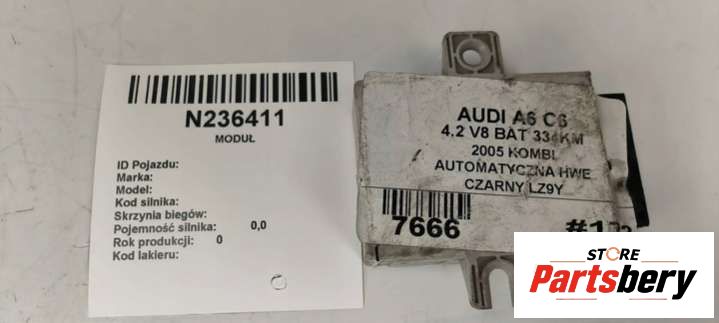 N236411
MODUŁ
ID Pojazdu:
Marka:
Model:
Kod silnika:
Skrzynia biegów:
Pojemność silnika: 0,0
Rok produkcji: 0
Kod lakieru:
AUDI A6 C6
4.2 V8 BAT 334KM
2005 KOMBI
AUTOMATYCZNA HWE
CZARNY LZ9Y
7666
STORE
Partsbery